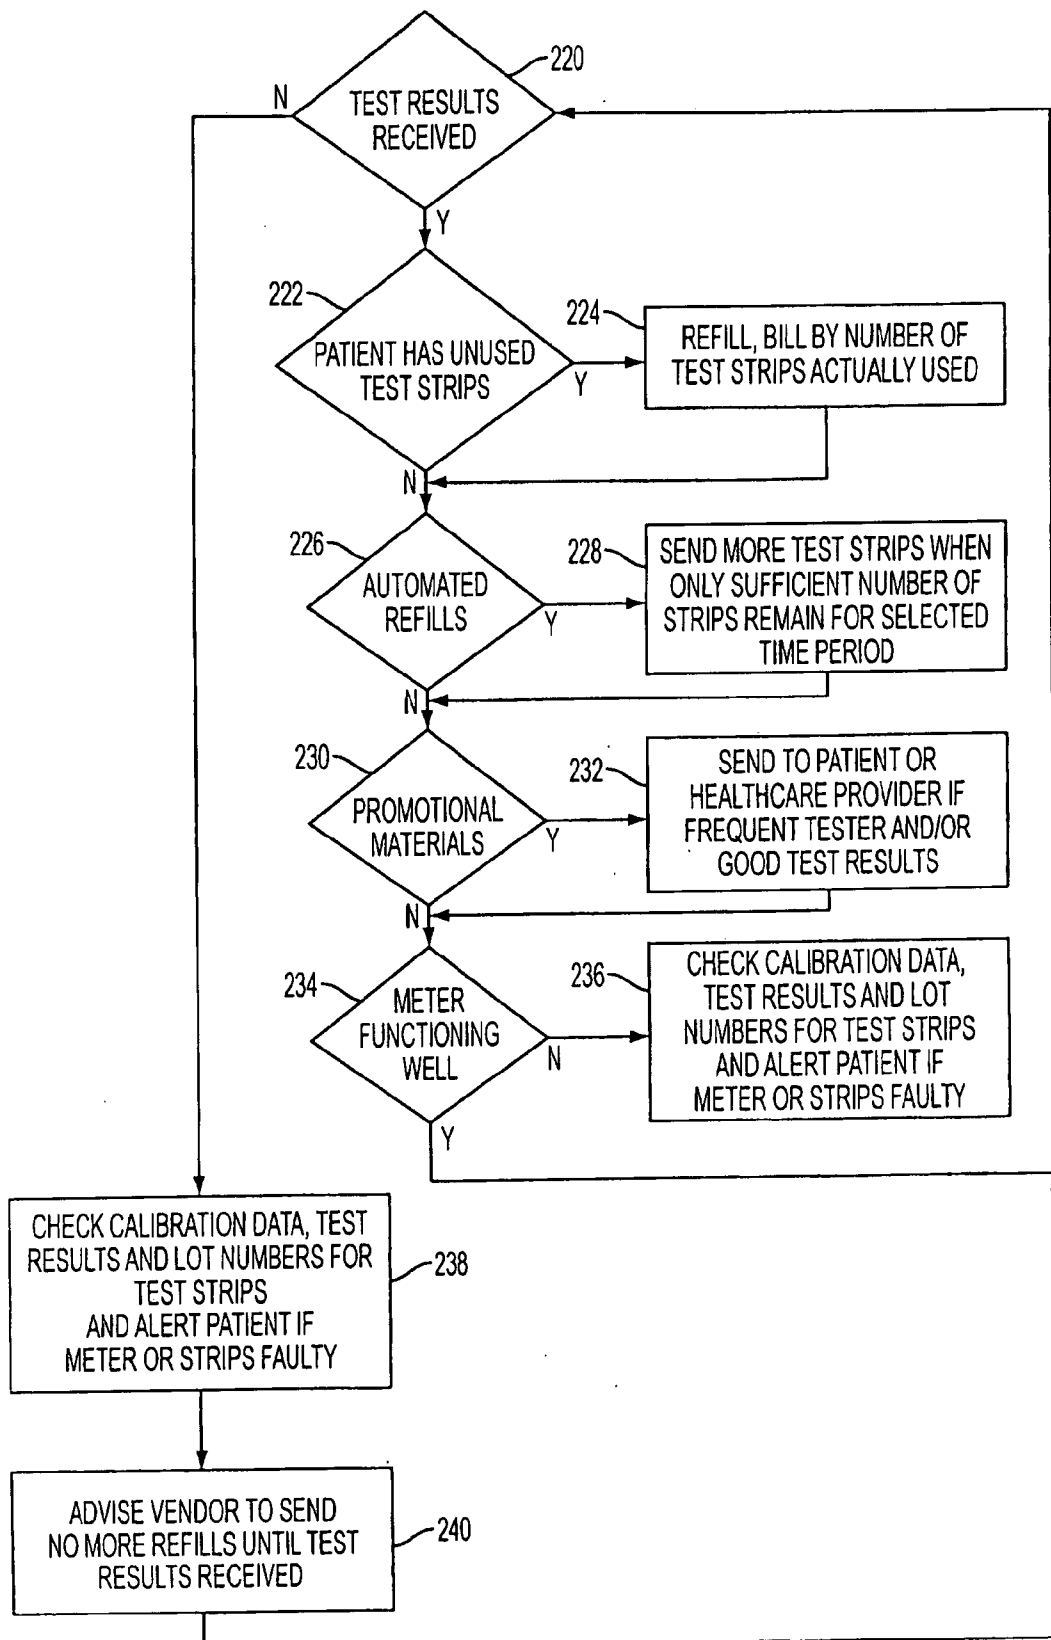 220
N
TEST RESULTS
RECEIVED
Y
222
PATIENT HAS UNUSED
TEST STRIPS
Y
N
224
REFILL, BILL BY NUMBER OF
TEST STRIPS ACTUALLY USED
226
AUTOMATED
REFILLS
Y
N
228
SEND MORE TEST STRIPS WHEN
ONLY SUFFICIENT NUMBER OF
STRIPS REMAIN FOR SELECTED
TIME PERIOD
230
PROMOTIONAL
MATERIALS
Y
N
232
SEND TO PATIENT OR
HEALTHCARE PROVIDER IF
FREQUENT TESTER AND/OR
GOOD TEST RESULTS
234
METER
FUNCTIONING
WELL
N
Y
236
CHECK CALIBRATION DATA,
TEST RESULTS AND LOT
NUMBERS FOR TEST STRIPS
AND ALERT PATIENT IF
METER OR STRIPS FAULTY
CHECK CALIBRATION DATA, TEST
RESULTS AND LOT NUMBERS FOR
TEST STRIPS
AND ALERT PATIENT IF
METER OR STRIPS FAULTY
238
ADVISE VENDOR TO SEND
NO MORE REFILLS UNTIL TEST
RESULTS RECEIVED
240